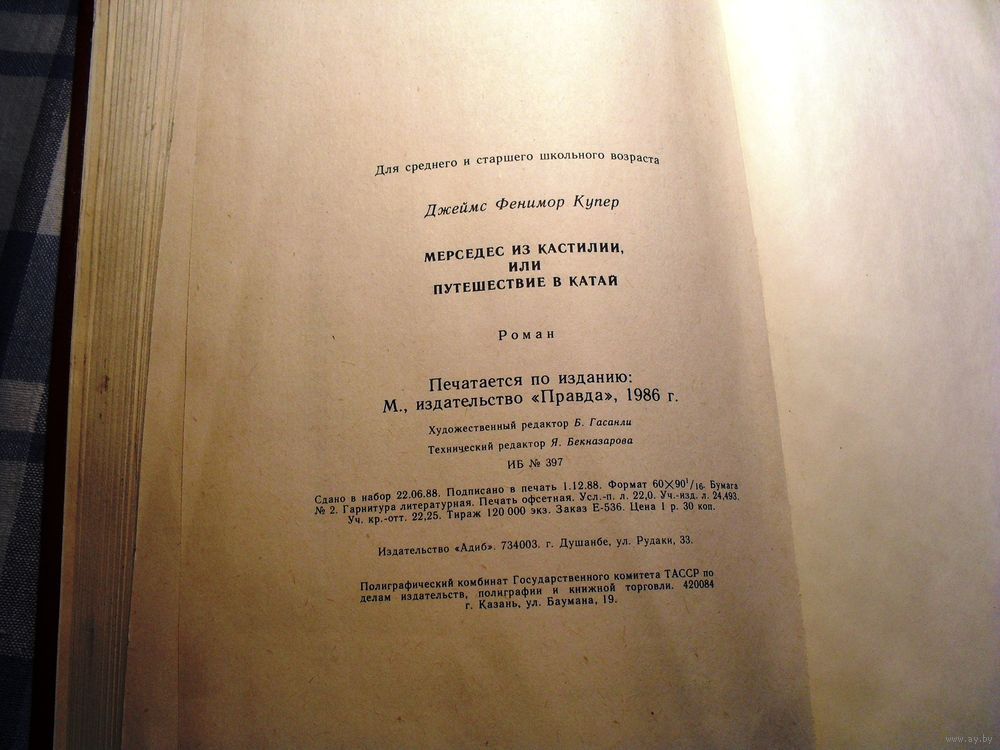 Для среднего и старшего школьного возраста
Джеймс Фенимор Купер
МЕРСЕДЕС ИЗ КАСТИЛИИ,
ИЛИ
ПУТЕШЕСТВИЕ В КАТАЙ
Роман
Печатается по изданию:
М., издательство «Правда», 1986 г.
Художественный редактор Б. Гасанли
Технический редактор Я. Бекназарова
ИБ № 397
Сдано в набор 22.06.88. Подписано в печать 1.12.88. Формат 60×90¹/₁₆. Бумага
№ 2. Гарнитура литературная. Печать офсетная. Усл.-п. л. 22,0. Уч.-изд. л. 24,493.
Уч. кр.-отт. 22,25. Тираж 120 000 экз. Заказ Е-536. Цена 1 р. 30 коп.
Издательство «Адиб». 734003. г. Душанбе, ул. Рудаки, 33.
Полиграфический комбинат Государственного комитета ТАССР по
делам издательств, полиграфии и книжной торговли. 420084
г. Казань, ул. Баумана, 19.
www.ay.by